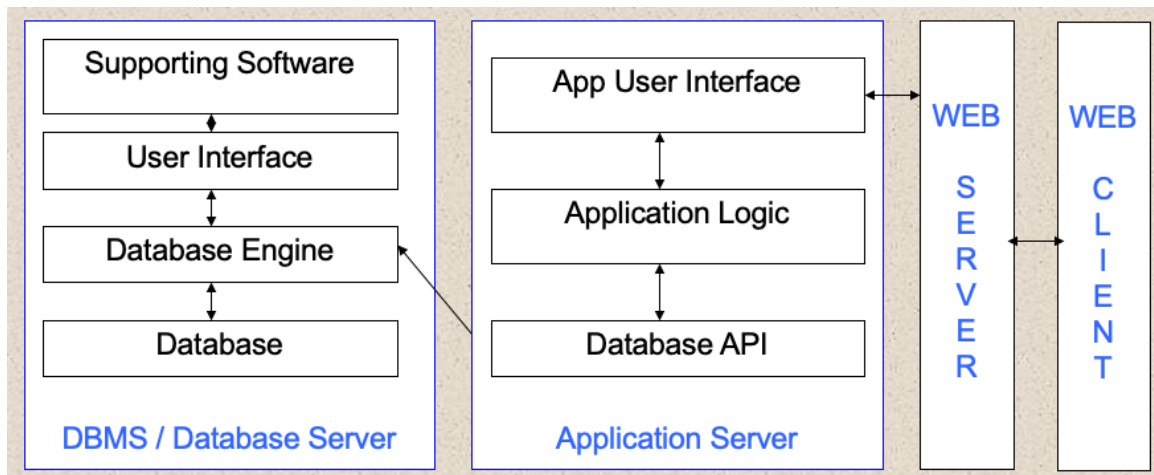 Supporting Software
User Interface
Database Engine
Database
DBMS / Database Server
App User Interface
Application Logic
Database API
Application Server
WEB
S
E
R
V
E
R
WEB
C
L
I
E
N
T